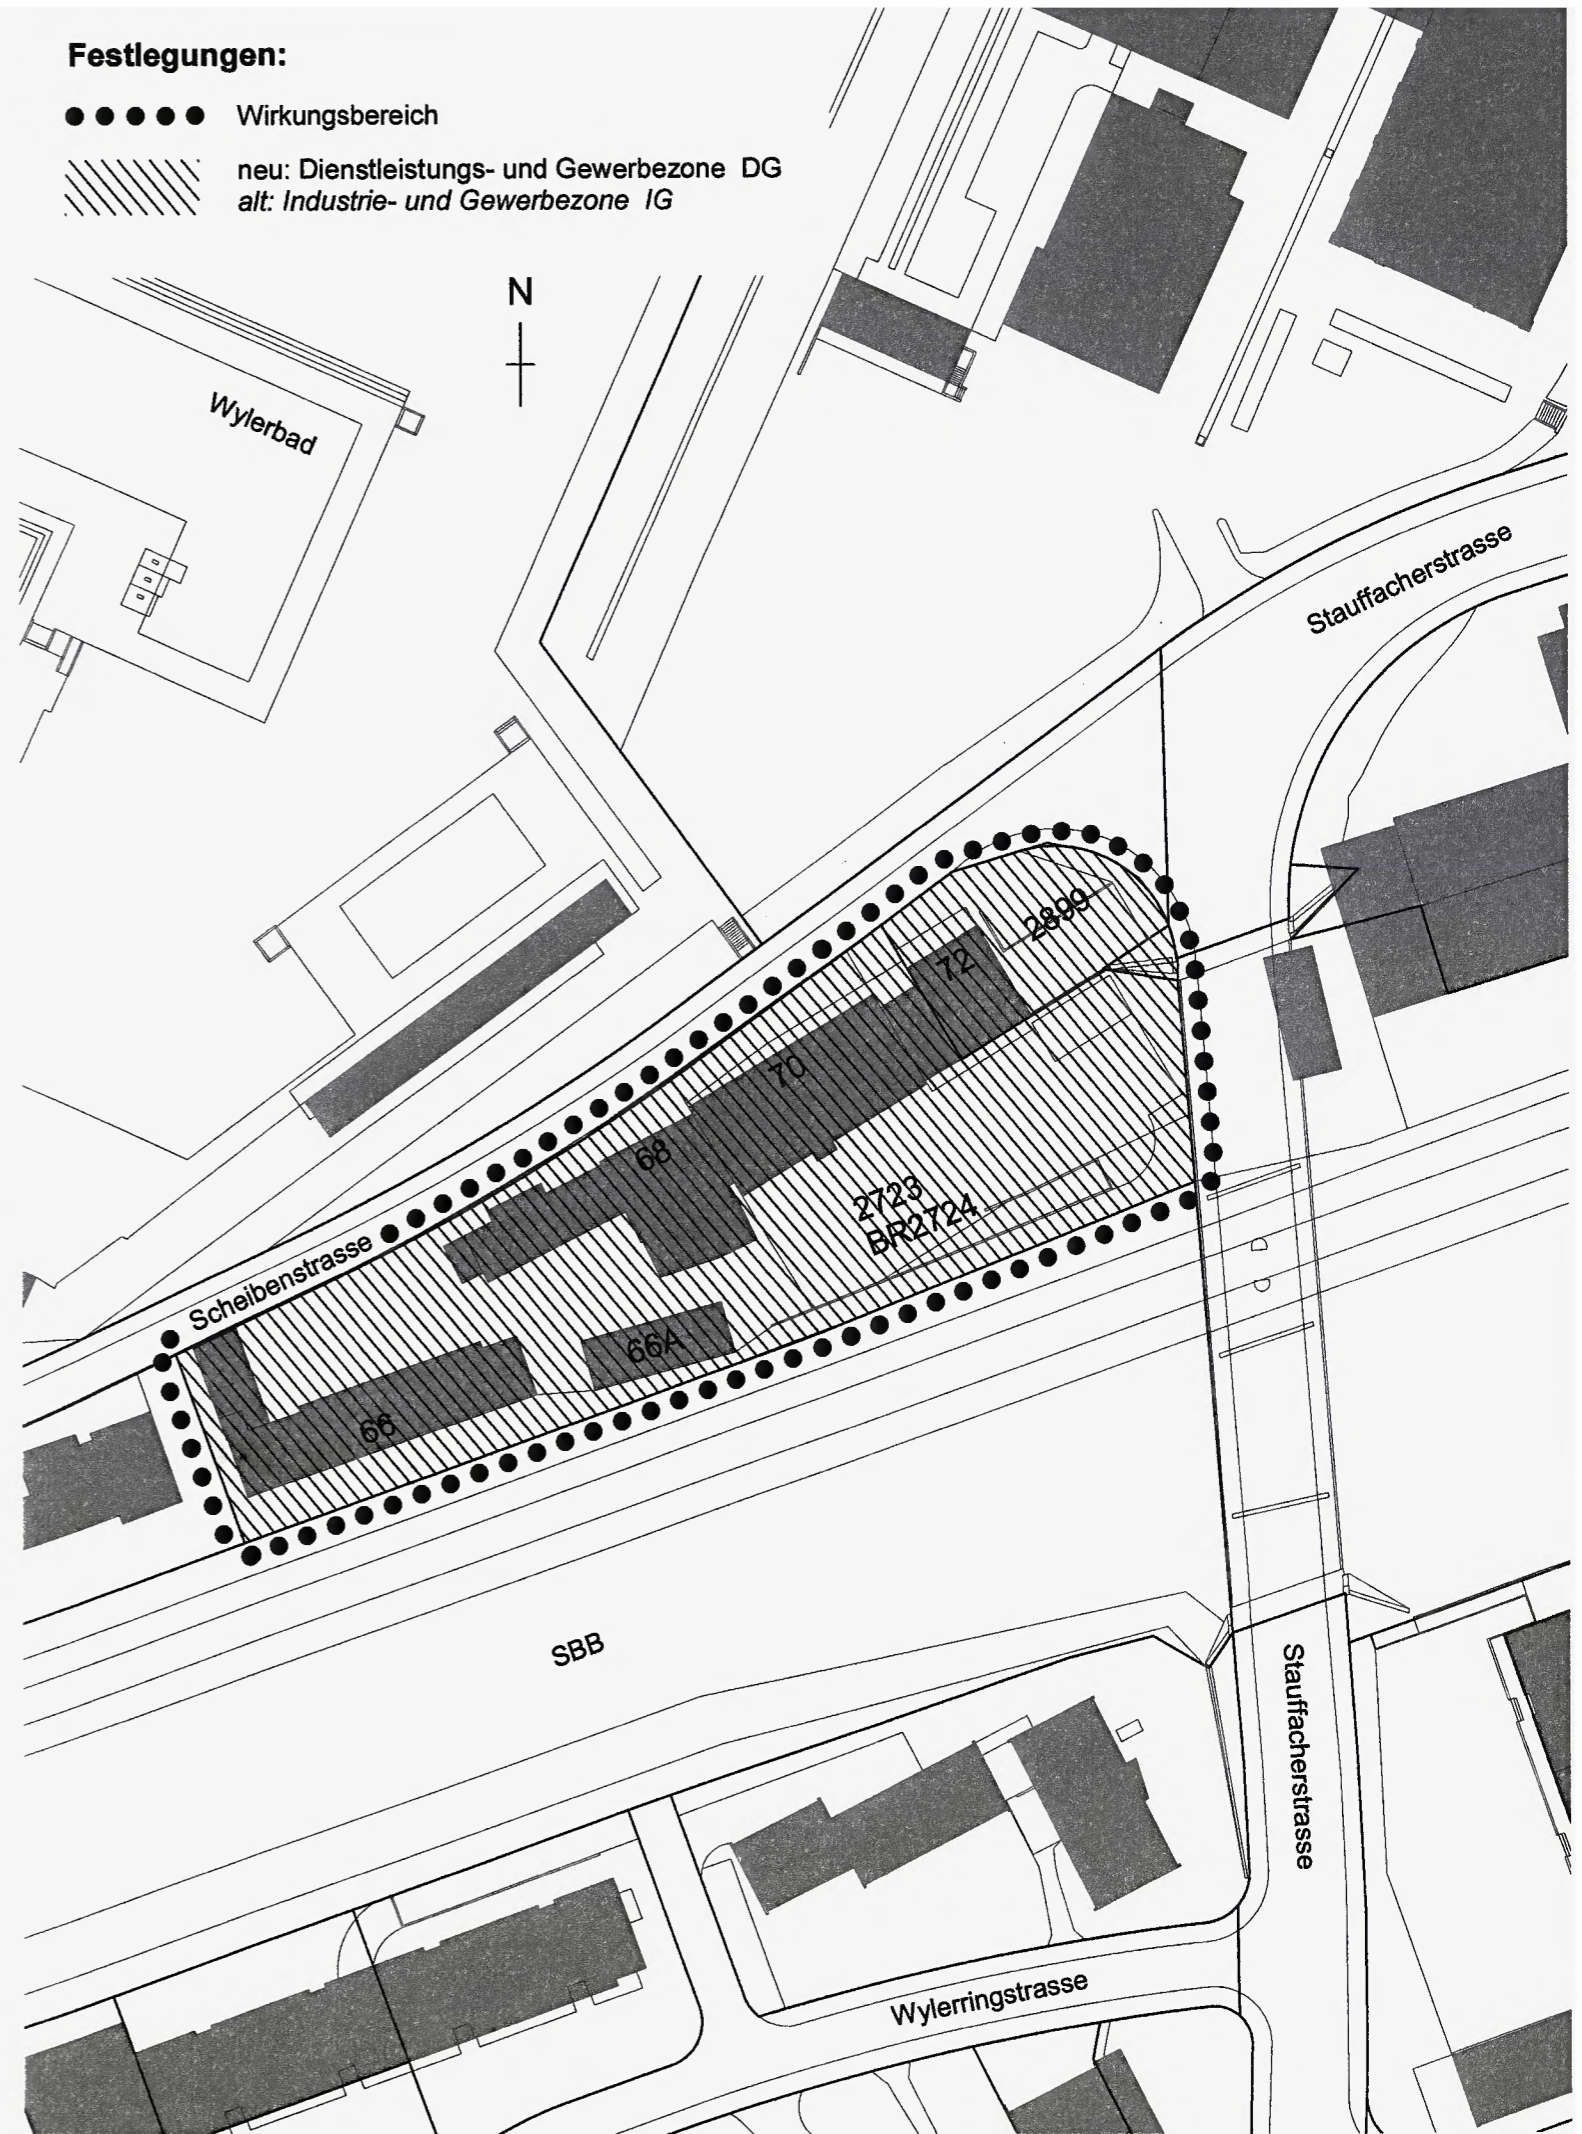 Festlegungen:
Wirkungsbereich
neu: Dienstleistungs- und Gewerbezone DG
alt: Industrie- und Gewerbezone IG
N
Wylerbad
Stauffacherstrasse
2899
72
70
68
2723
BR2724
Scheibenstrasse
66A
66
SBB
Stauffacherstrasse
Wylerringstrasse